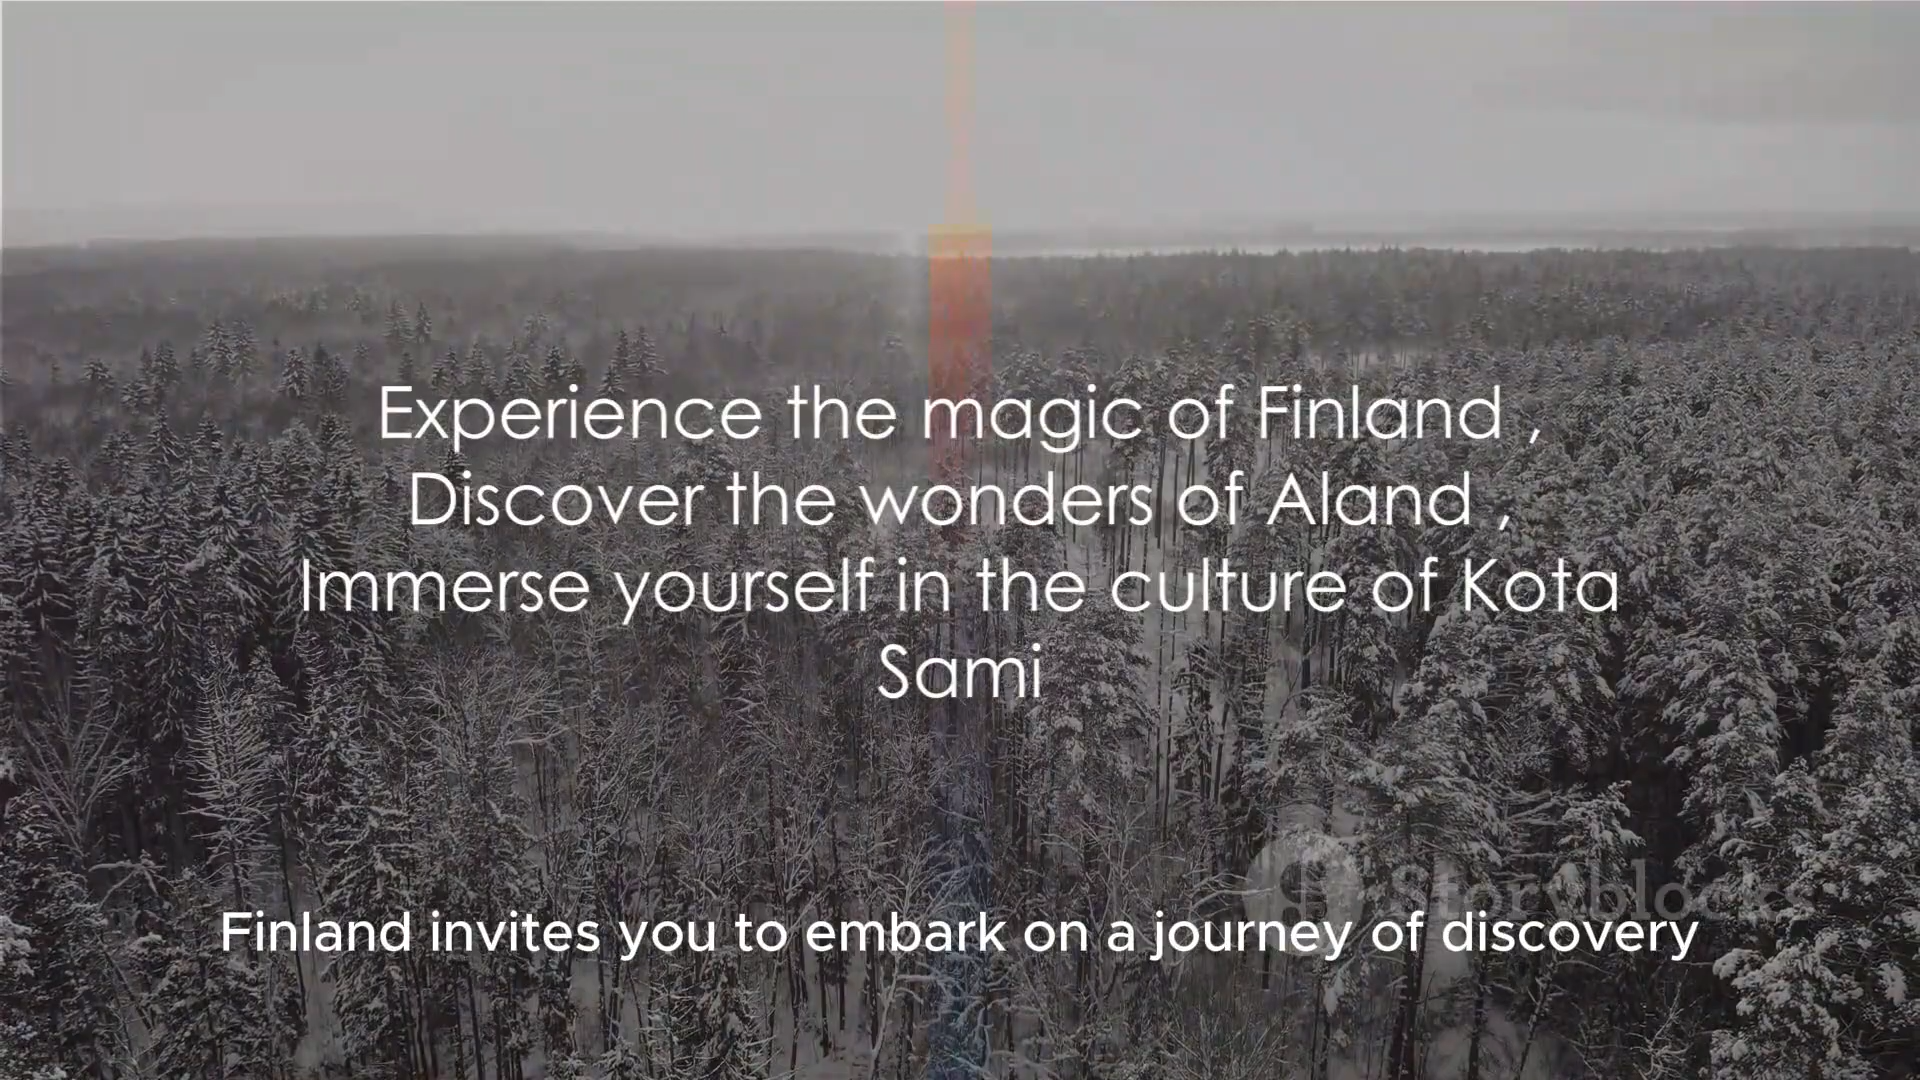 Experience the magic of Finland ,
Discover the wonders of Aland ,
Immerse yourself in the culture of Kota
Sami
Storyblocks
Finland invites you to embark on a journey of discovery